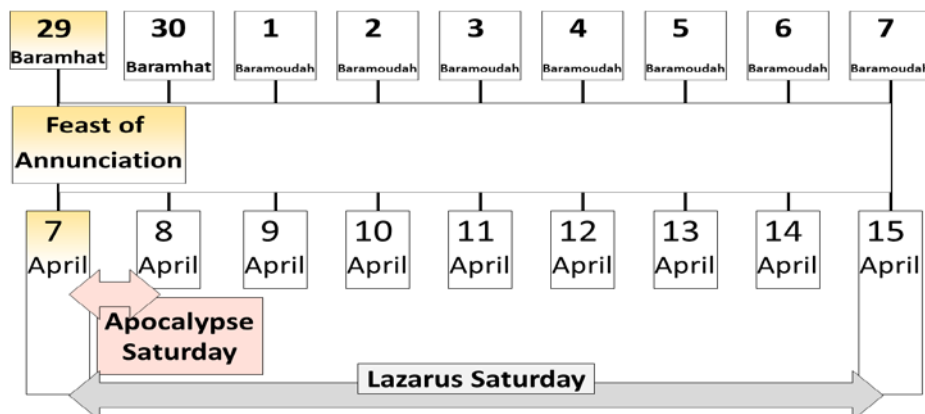 29 30 1 2 3 4 5 6 7
Baramhat Baramhat Baramoudah Baramoudah Baramoudah Baramoudah Baramoudah Baramoudah Baramoudah
Feast of
Annunciation
7 8 9 10 11 12 13 14 15
April April April April April April April April April
Apocalypse
Saturday
Lazarus Saturday